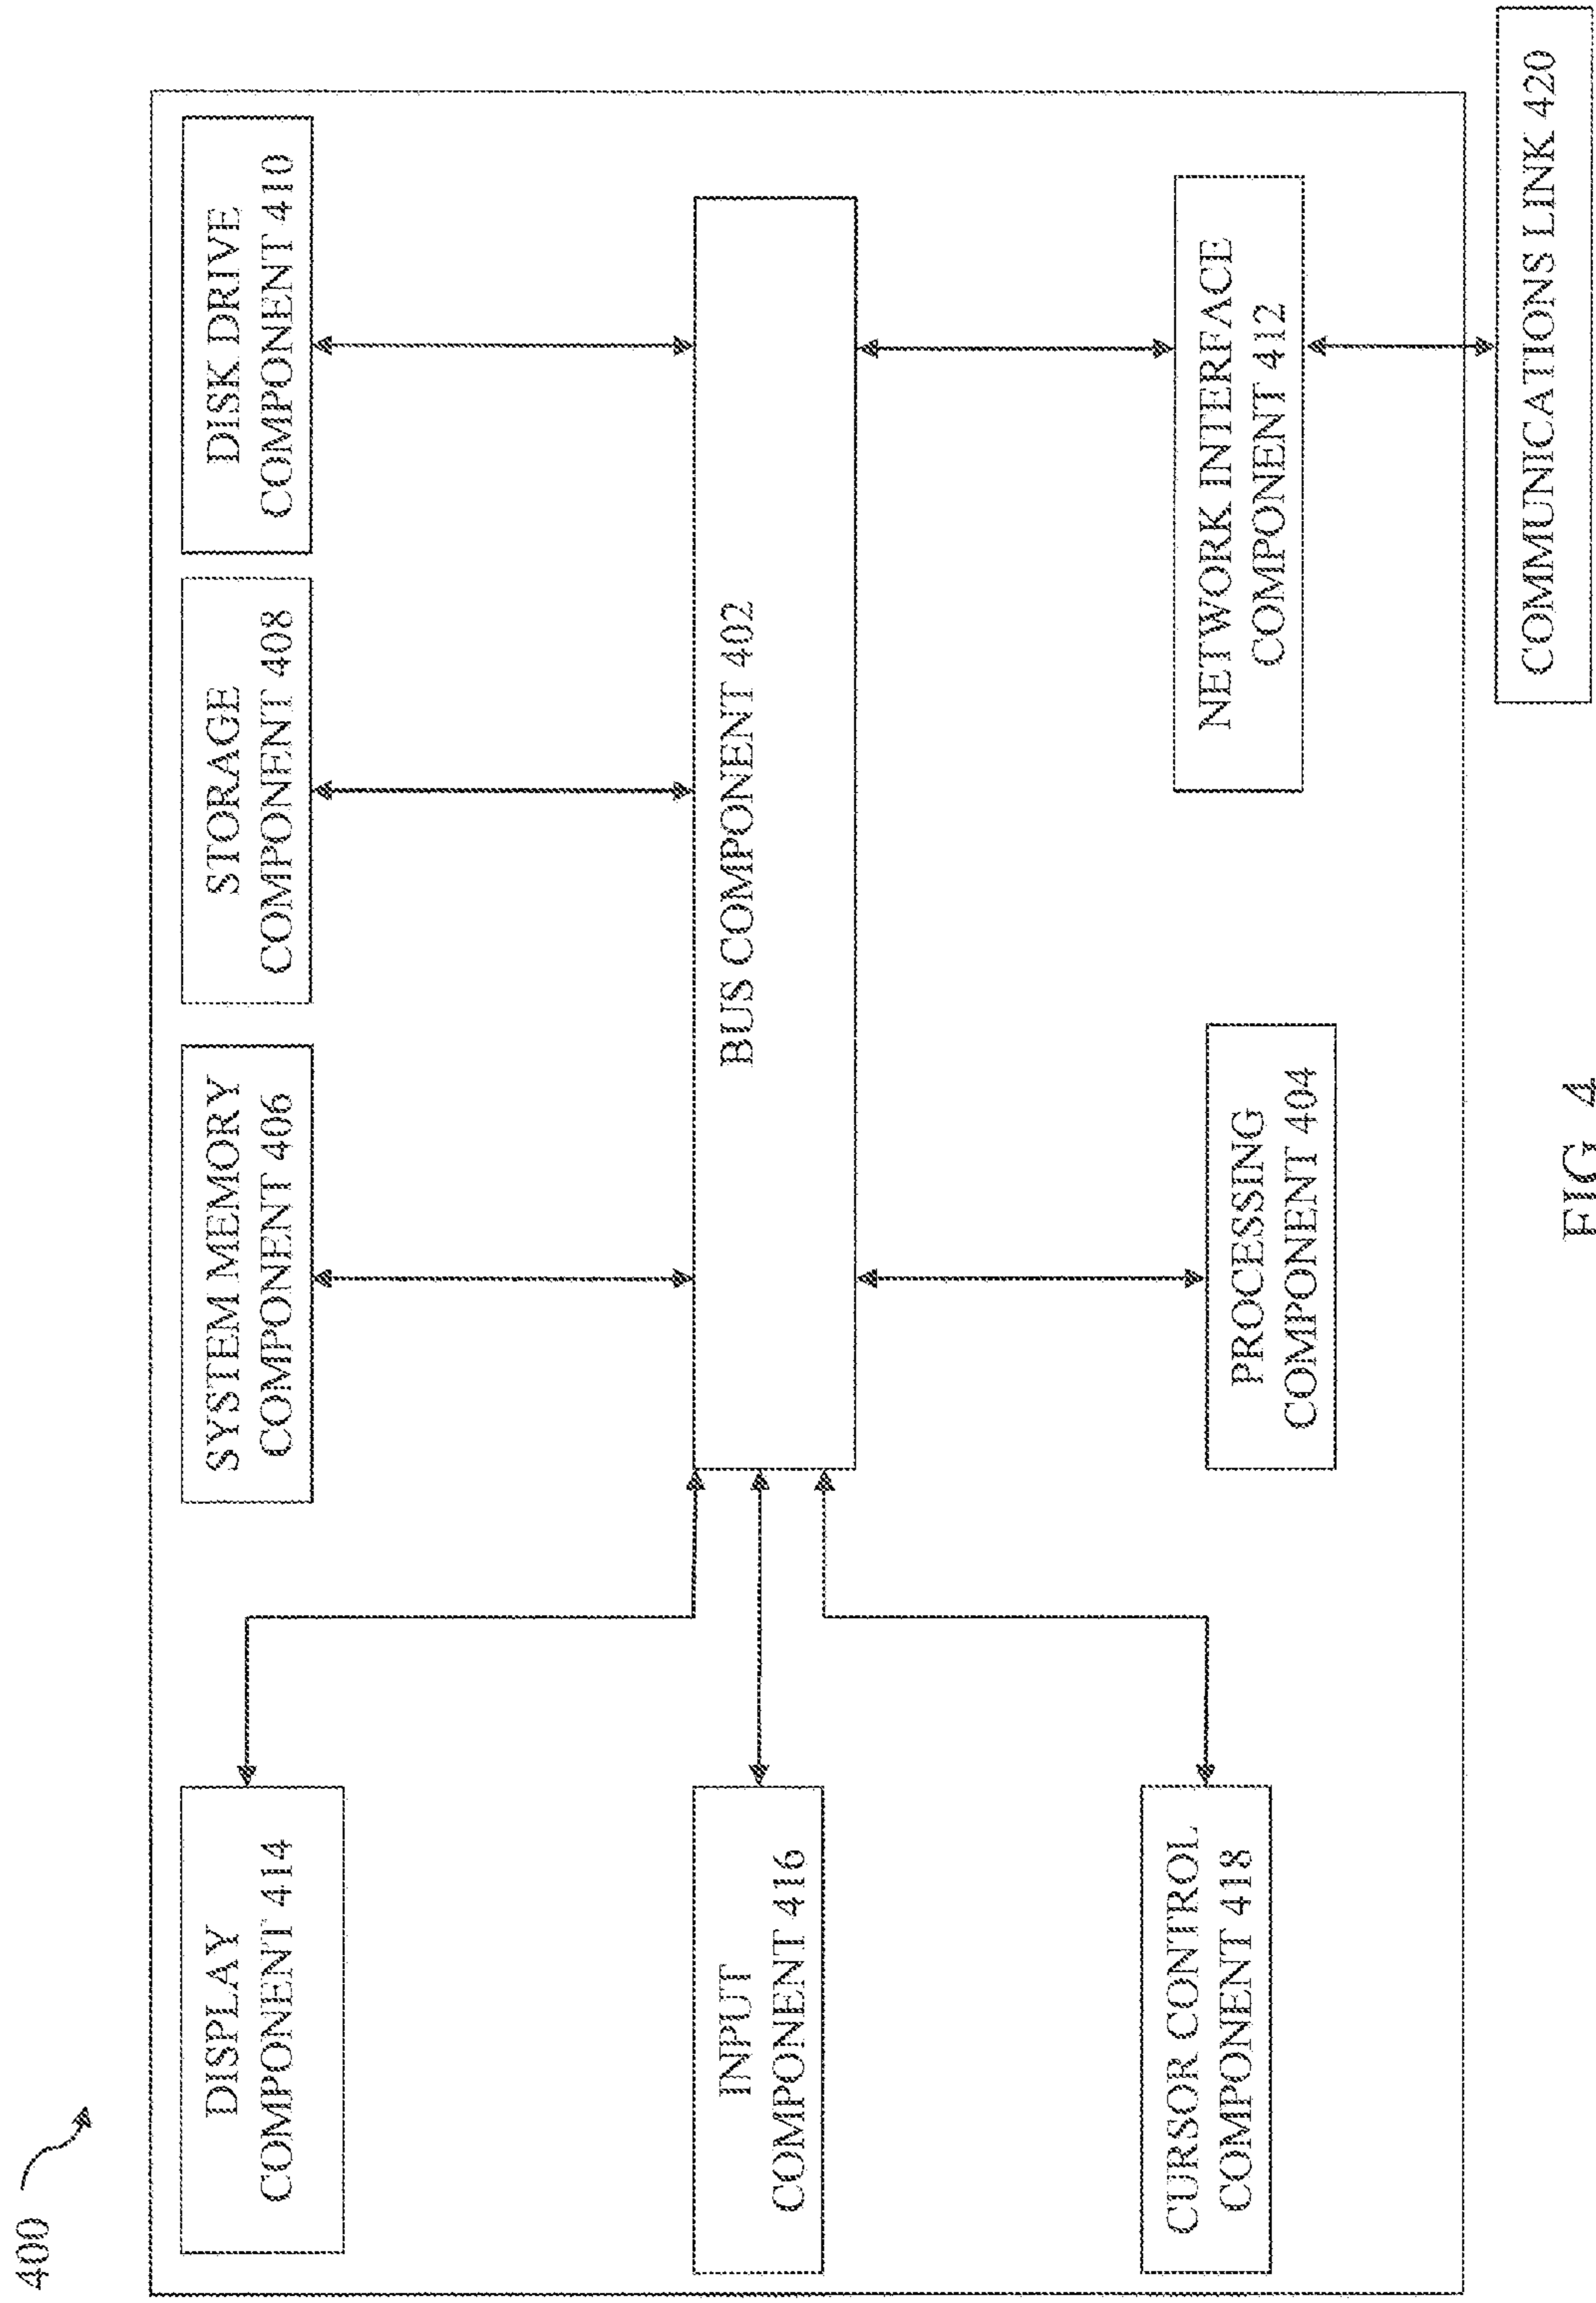 400
DISPLAY
COMPONENT 414
SYSTEM MEMORY
COMPONENT 406
STORAGE
COMPONENT 408
DISK DRIVE
COMPONENT 410
INPUT
COMPONENT 416
BUS COMPONENT 402
CURSOR CONTROL
COMPONENT 418
PROCESSING
COMPONENT 404
NETWORK INTERFACE
COMPONENT 412
COMMUNICATIONS LINK 420
FIG. 4